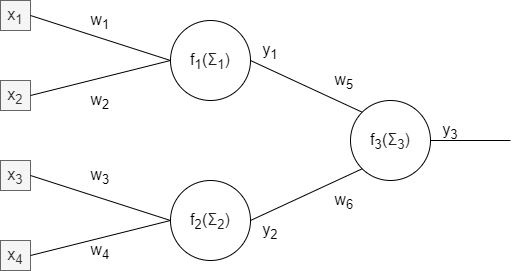 x₁
w₁
f₁(Σ₁)
y₁
x₂
w₂
w₅
f₃(Σ₃)
y₃
x₃
w₃
f₂(Σ₂)
y₂
w₆
x₄
w₄